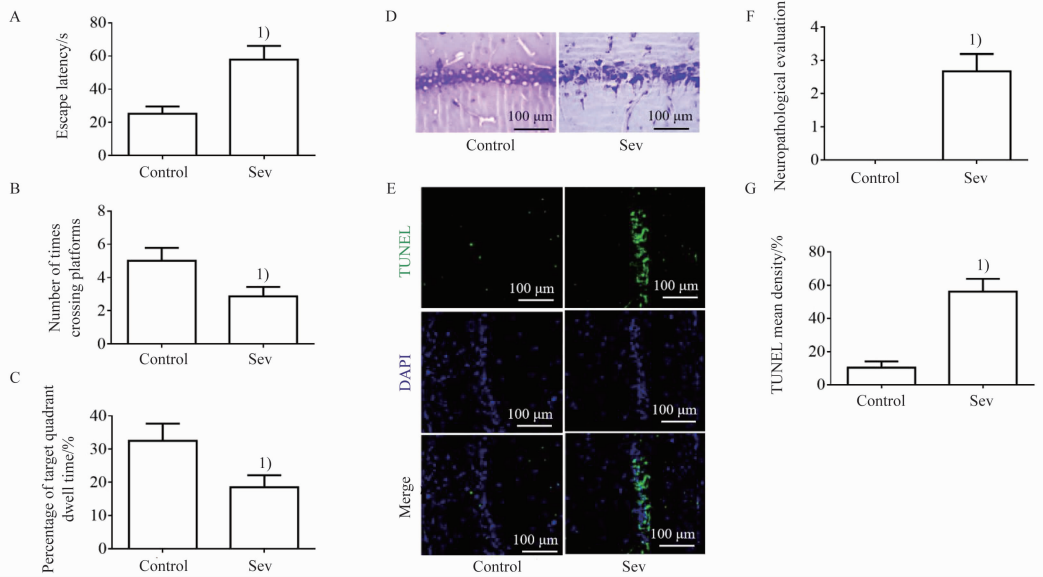 A
Escape latency/s
80
60
40
20
0
1)
Control
Sev
B
Number of times
crossing platforms
8
6
4
2
0
1)
Control
Sev
C
Percentage of target quadrant
dwell time/%
40
30
20
10
0
1)
Control
Sev
D
100 μm
100 μm
Control
Sev
E
TUNEL
100 μm
100 μm
DAPI
100 μm
100 μm
Merge
100 μm
100 μm
Control
Sev
F
Neuropathological evaluation
4
3
2
1
0
1)
Control
Sev
G
TUNEL mean density/%
80
60
40
20
0
1)
Control
Sev